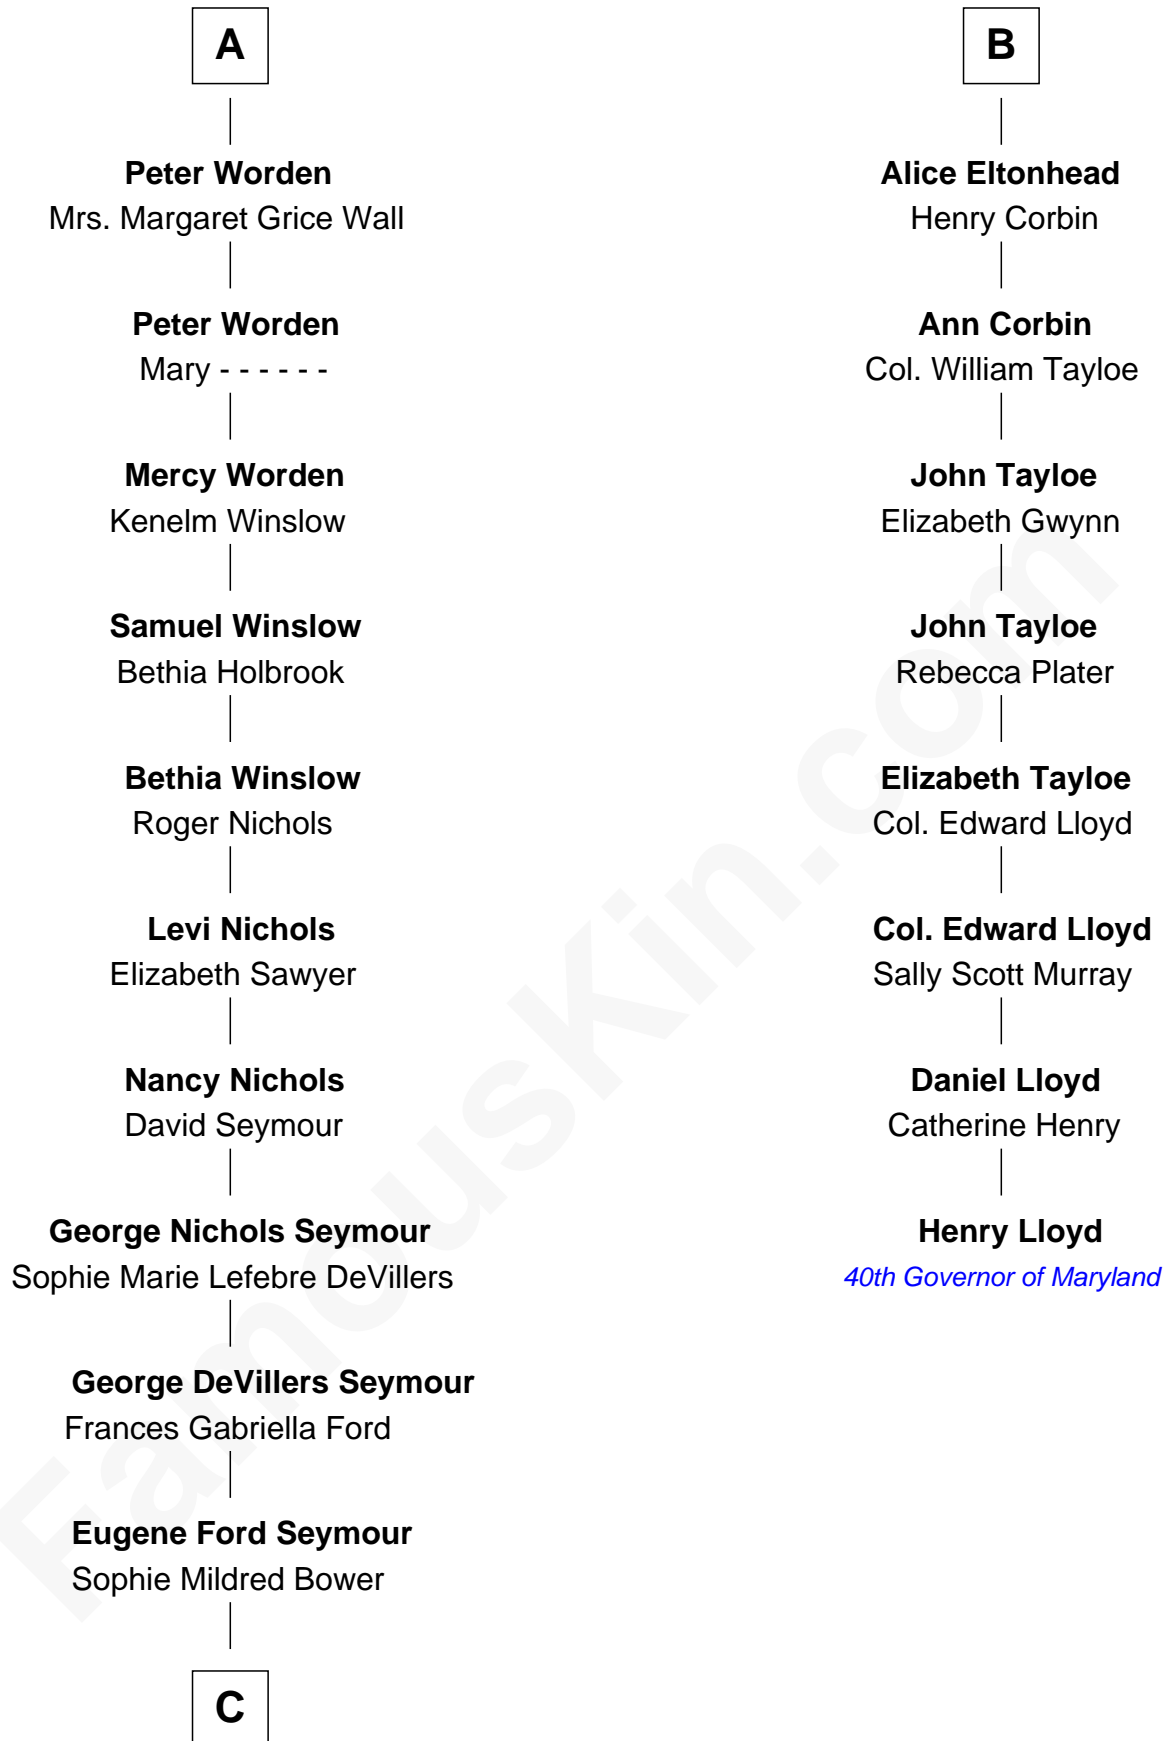 A
Peter Worden
Mrs. Margaret Grice Wall
Peter Worden
Mary - - - - - -
Mercy Worden
Kenelm Winslow
Samuel Winslow
Bethia Holbrook
Bethia Winslow
Roger Nichols
Levi Nichols
Elizabeth Sawyer
Nancy Nichols
David Seymour
George Nichols Seymour
Sophie Marie Lefebre DeVillers
George DeVillers Seymour
Frances Gabriella Ford
Eugene Ford Seymour
Sophie Mildred Bower
C
B
Alice Eltonhead
Henry Corbin
Ann Corbin
Col. William Tayloe
John Tayloe
Elizabeth Gwynn
John Tayloe
Rebecca Plater
Elizabeth Tayloe
Col. Edward Lloyd
Col. Edward Lloyd
Sally Scott Murray
Daniel Lloyd
Catherine Henry
Henry Lloyd
40th Governor of Maryland
FamousKin.com